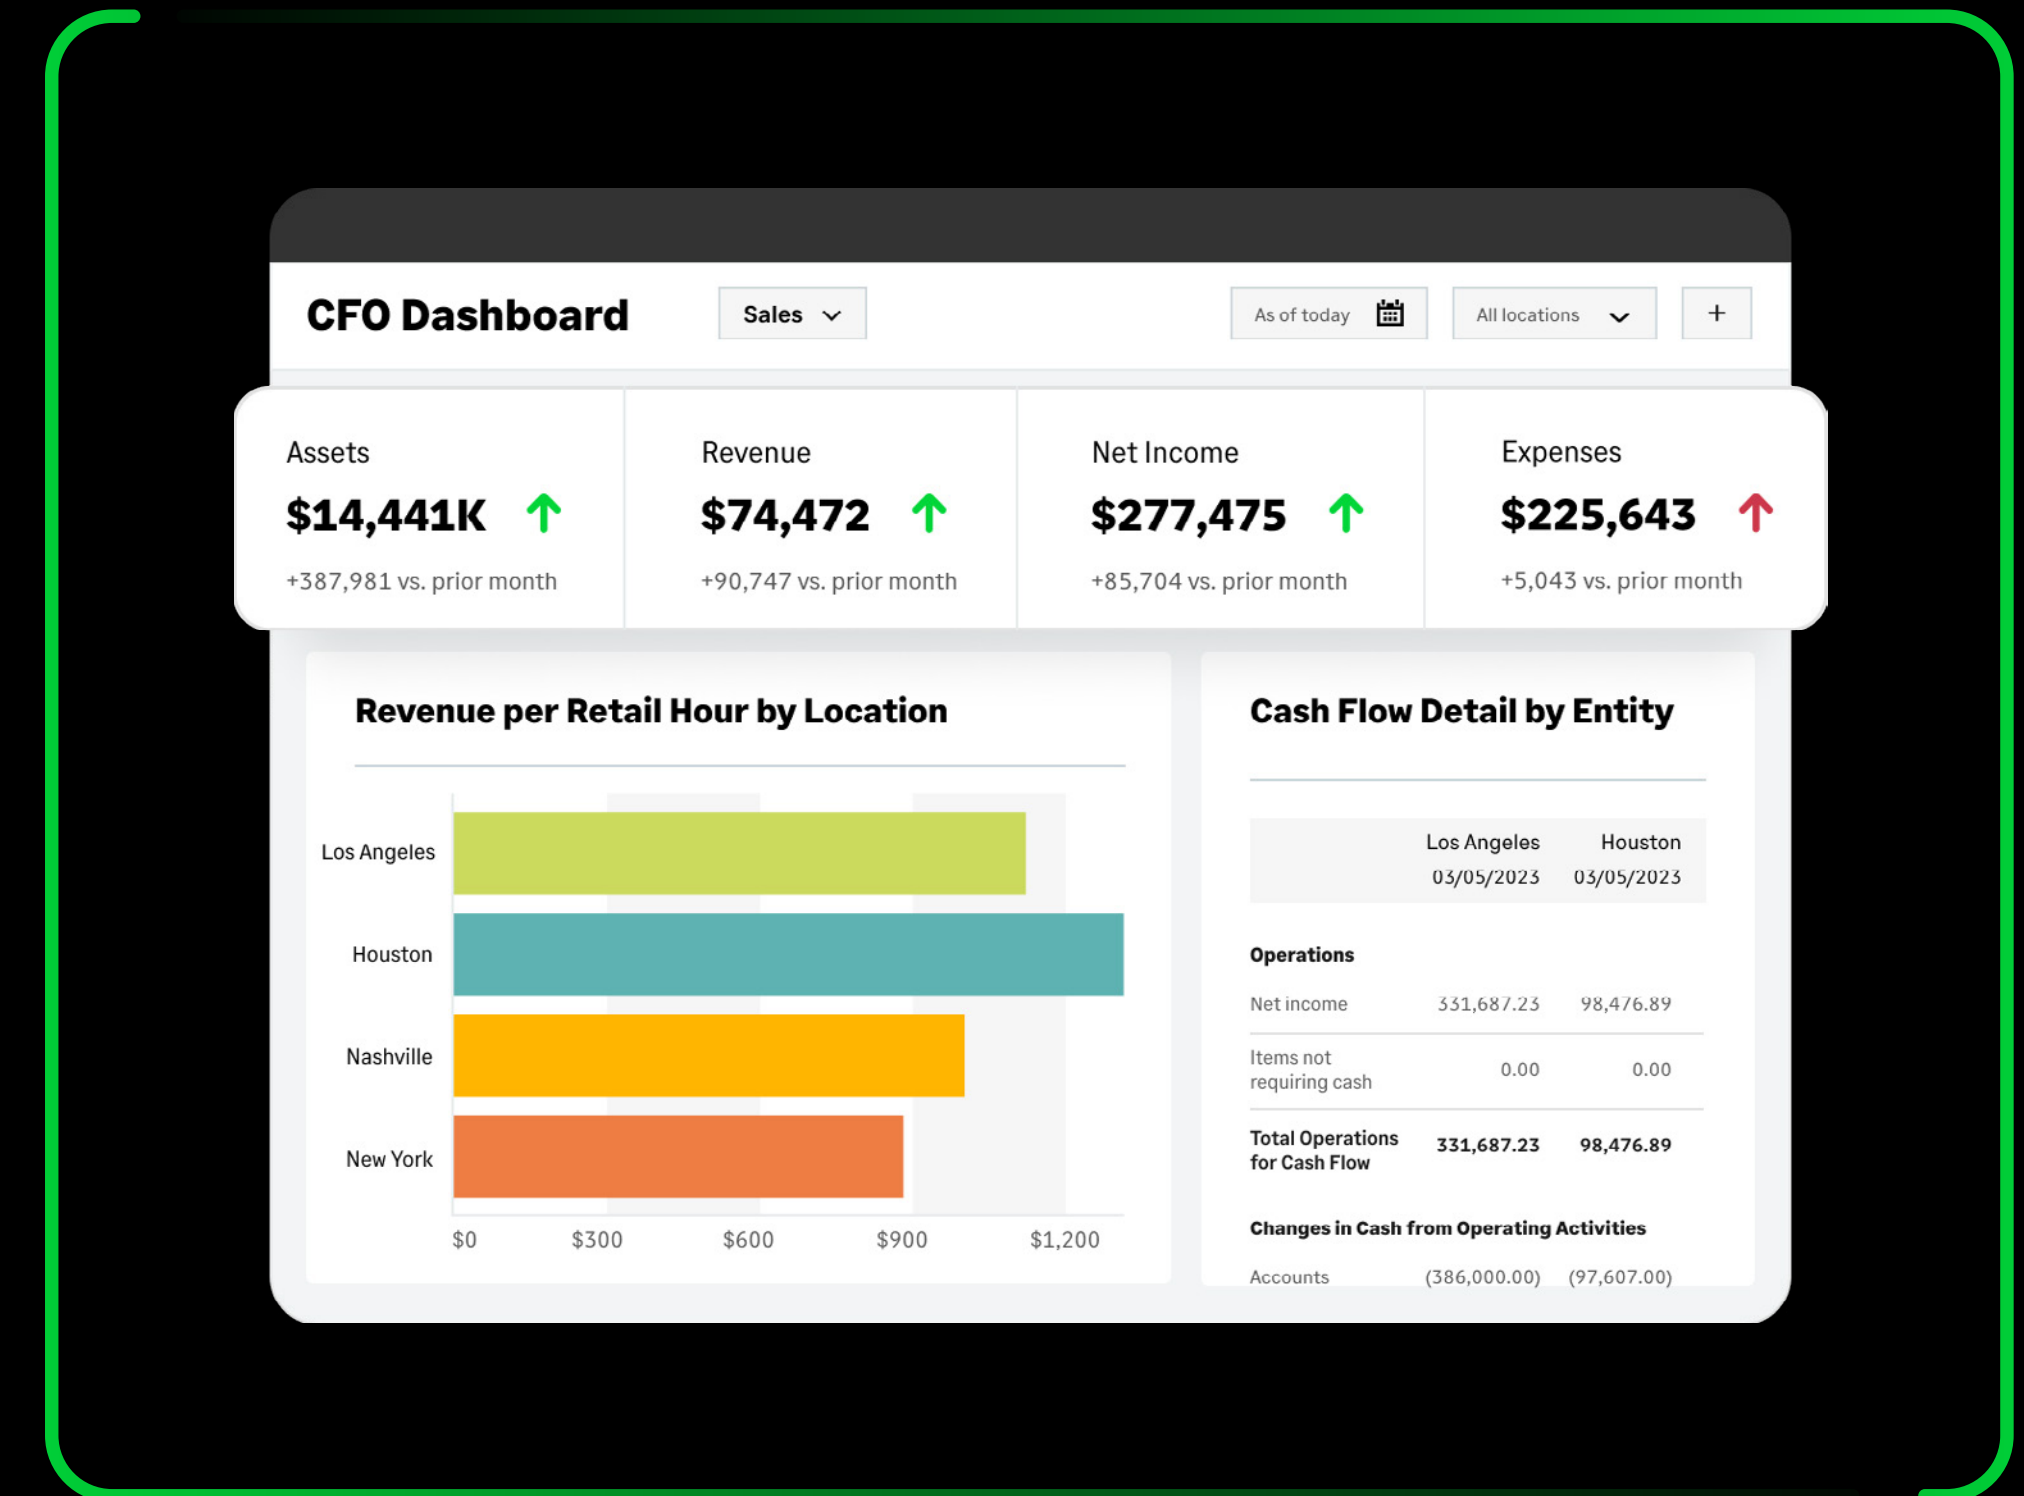 CFO Dashboard
Sales
As of today
All locations
+
Assets
$14,441K
+387,981 vs. prior month
Revenue
$74,472
+90,747 vs. prior month
Net Income
$277,475
+85,704 vs. prior month
Expenses
$225,643
+5,043 vs. prior month
Revenue per Retail Hour by Location
Los Angeles
Houston
Nashville
New York
$0 $300 $600 $900 $1,200
Cash Flow Detail by Entity
Los Angeles Houston
03/05/2023 03/05/2023
Operations
Net income 331,687.23 98,476.89
Items not
requiring cash 0.00 0.00
Total Operations
for Cash Flow 331,687.23 98,476.89
Changes in Cash from Operating Activities
Accounts (386,000.00) (97,607.00)